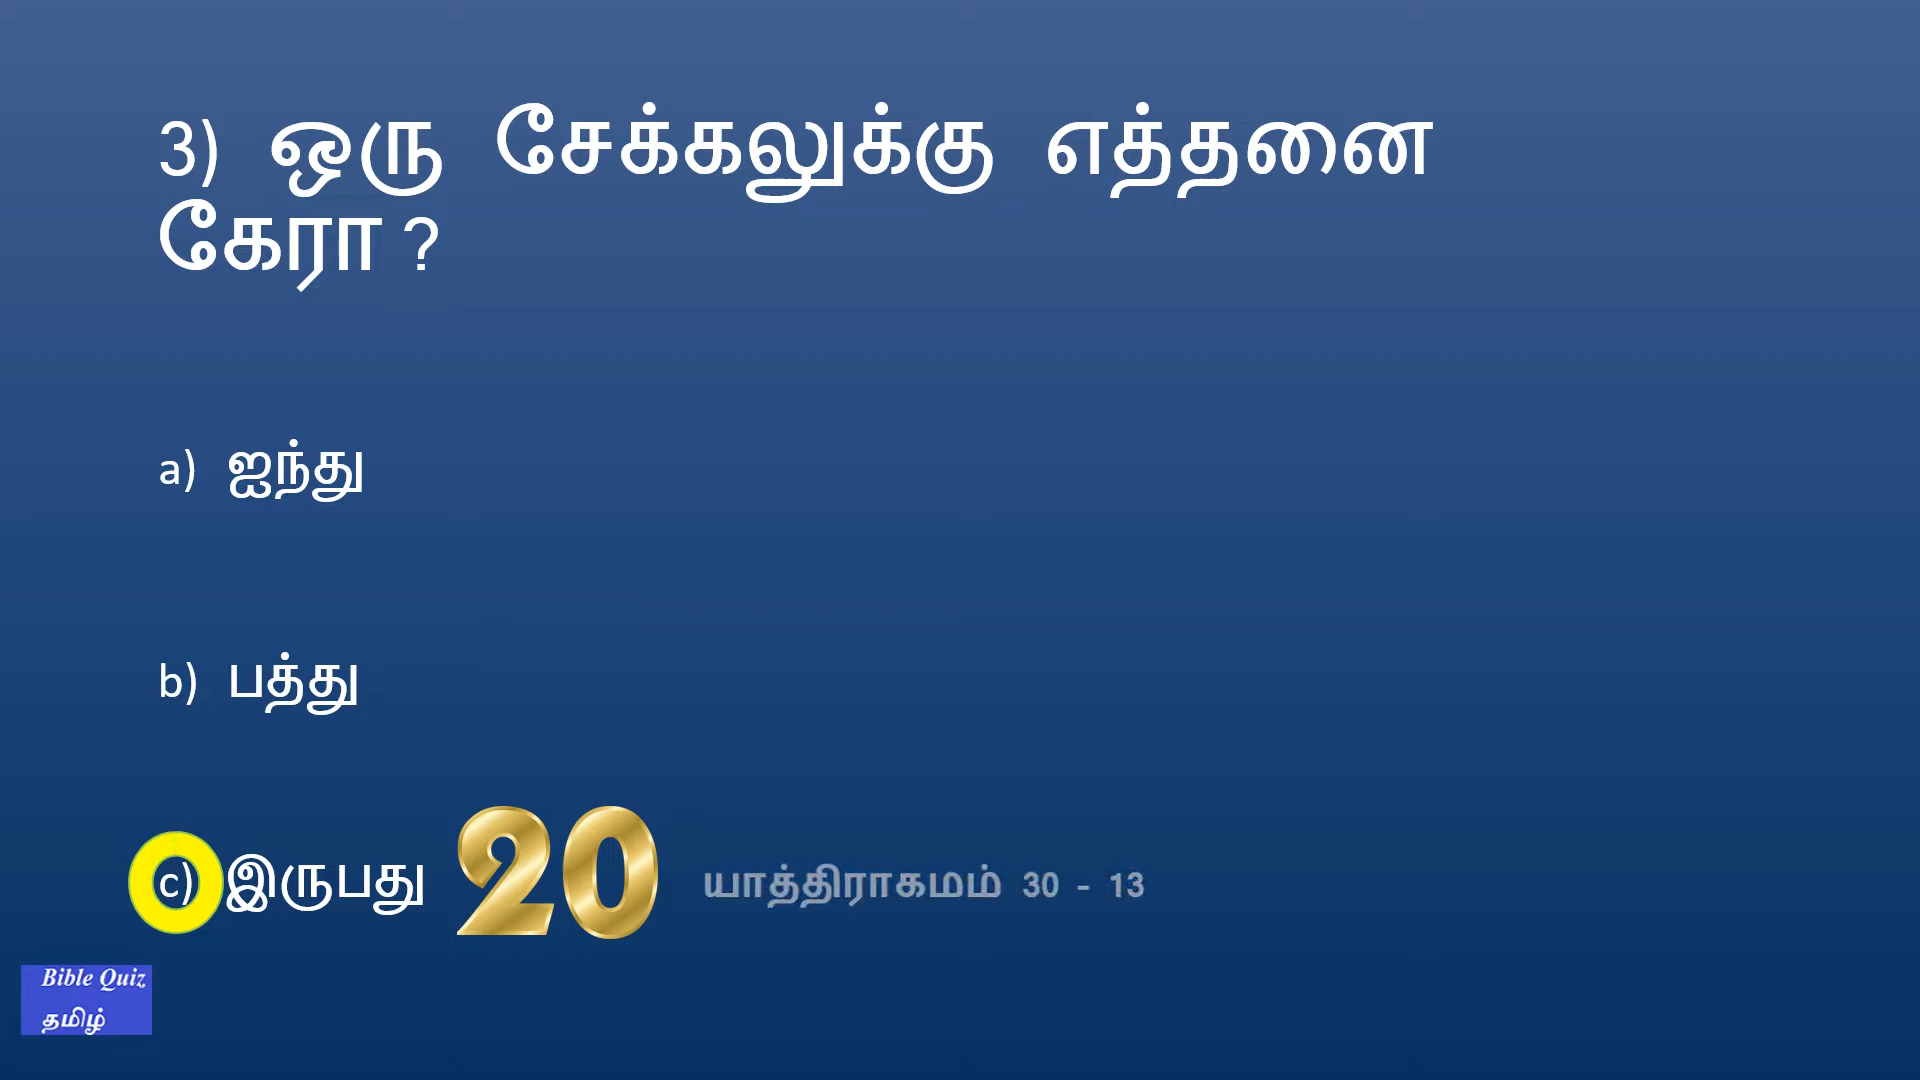 3) ஒரு சேக்கலுக்கு எத்தனை
கேரா ?
a) ஐந்து
b) பத்து
c) இருபது 20 யாத்திராகமம் 30 - 13
Bible Quiz
தமிழ்